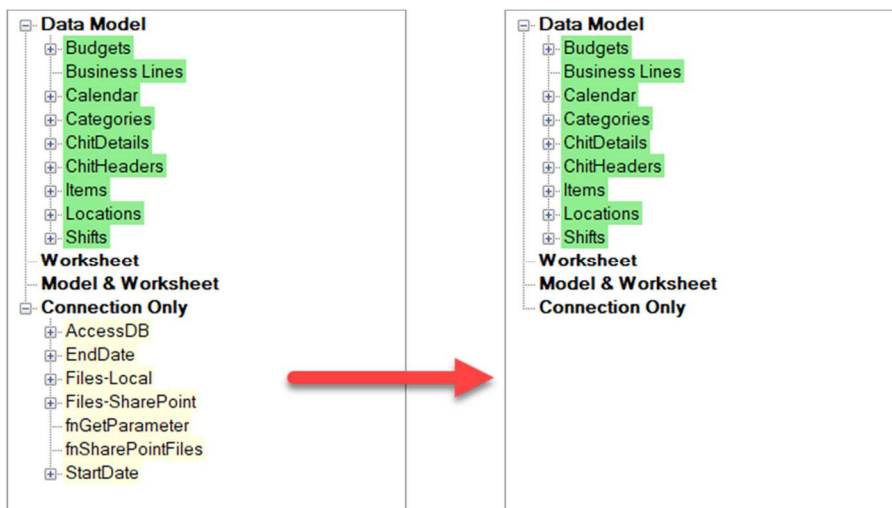 Data Model
Budgets
Business Lines
Calendar
Categories
ChitDetails
ChitHeaders
Items
Locations
Shifts
Worksheet
Model & Worksheet
Connection Only
AccessDB
EndDate
Files-Local
Files-SharePoint
fnGetParameter
fnSharePointFiles
StartDate
Data Model
Budgets
Business Lines
Calendar
Categories
ChitDetails
ChitHeaders
Items
Locations
Shifts
Worksheet
Model & Worksheet
Connection Only